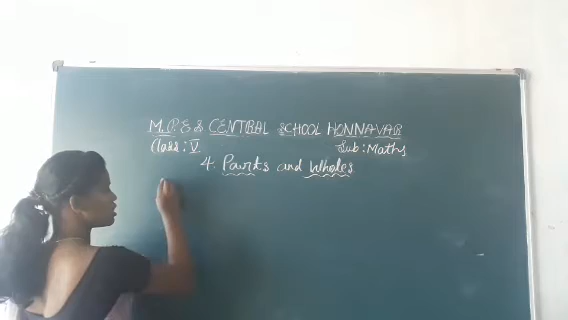 M.P.E.S CENTRAL SCHOOL HONNAVAR
Class: V Sub: Maths
4. Parts and Wholes